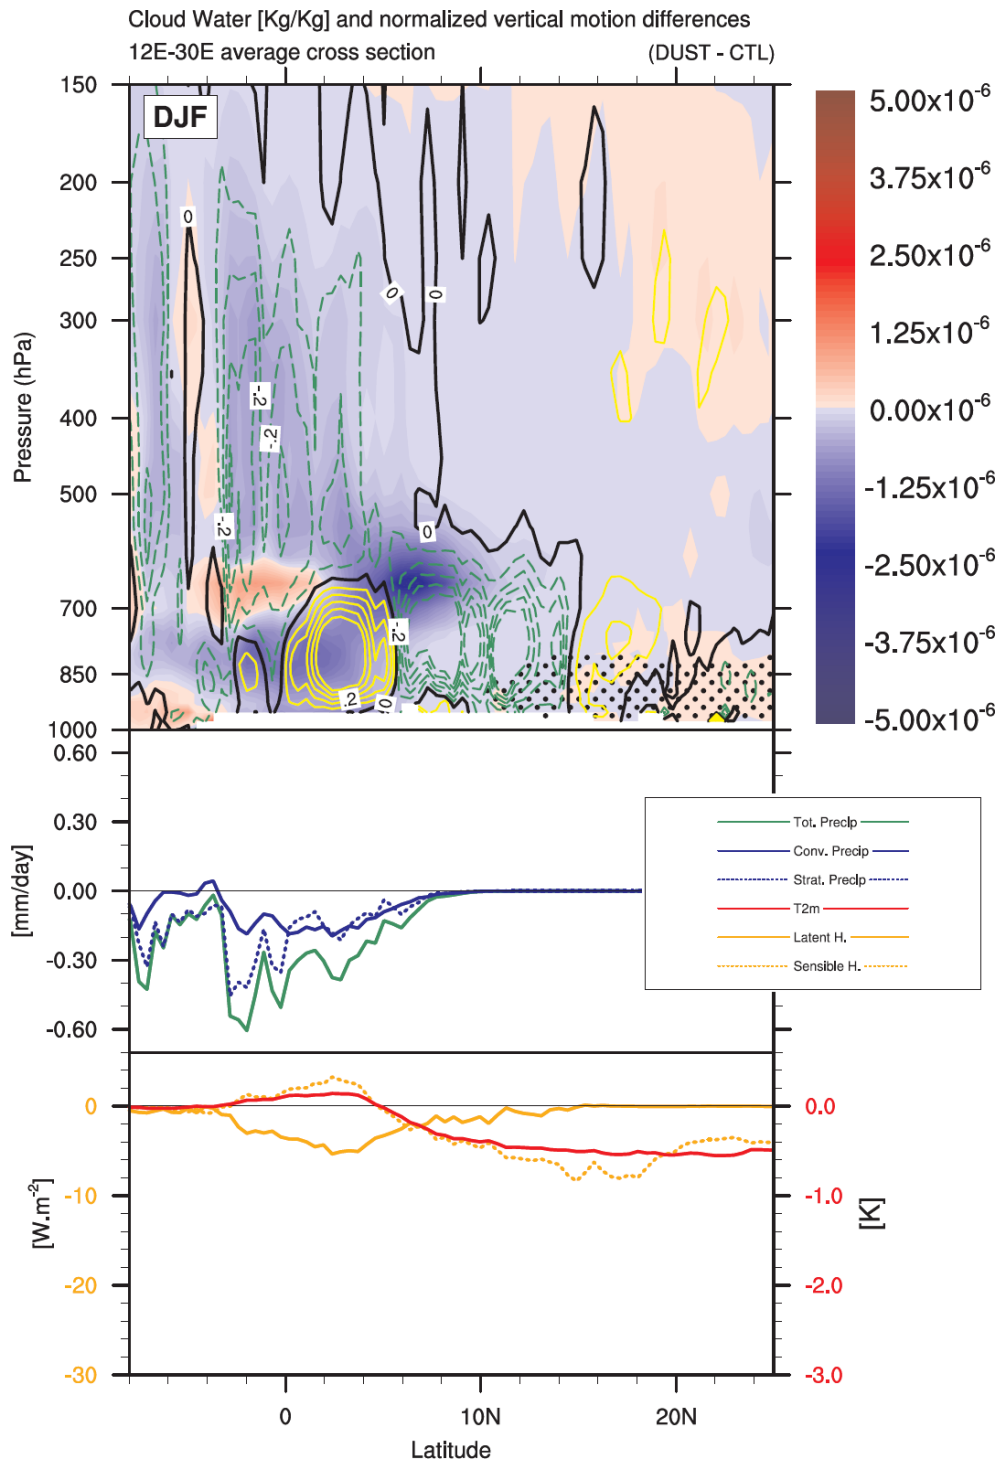 Cloud Water [Kg/Kg] and normalized vertical motion differences
12E-30E average cross section (DUST - CTL)
DJF
150
200
250
300
400
500
700
850
1000
Pressure (hPa)
0
0
0
0
-.2
-.2
-.2
-.2
.2
0
5.00x10⁻⁶
3.75x10⁻⁶
2.50x10⁻⁶
1.25x10⁻⁶
0.00x10⁻⁶
-1.25x10⁻⁶
-2.50x10⁻⁶
-3.75x10⁻⁶
-5.00x10⁻⁶
0.60
0.30
0.00
-0.30
-0.60
[mm/day]
Tot. Precip
Conv. Precip
Strat. Precip
T2m
Latent H.
Sensible H.
0
-10
-20
-30
[W.m⁻²]
0.0
-1.0
-2.0
-3.0
[K]
0 10N 20N
Latitude